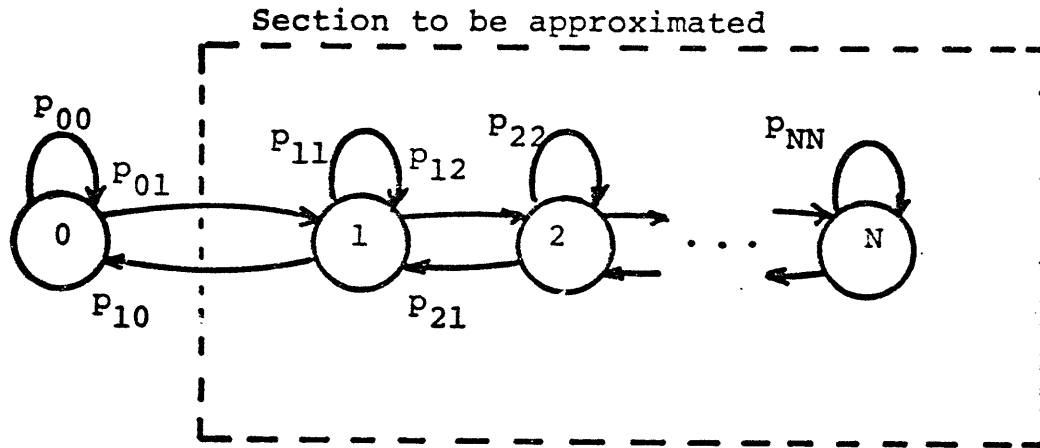 Section to be approximated
p00
p01
p11
p12
p22
pNN
0
1
2
...
N
p10
p21